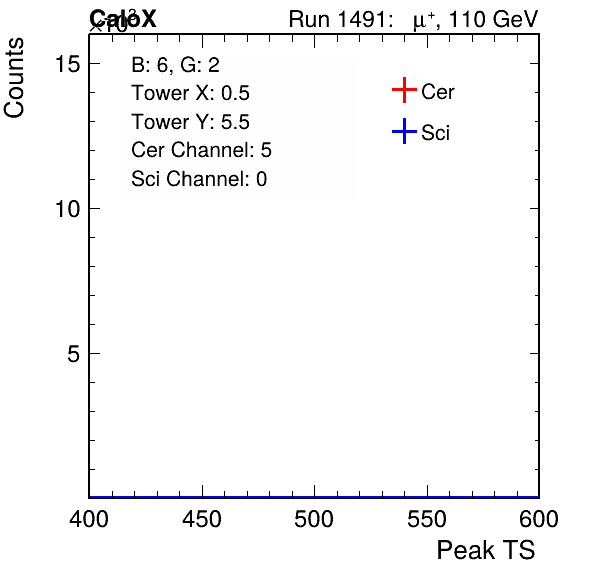 CaloX Run 1491: μ⁺, 110 GeV
Counts
15
10
5
B: 6, G: 2
Tower X: 0.5
Tower Y: 5.5
Cer Channel: 5
Sci Channel: 0
Cer
Sci
400 450 500 550 600
Peak TS